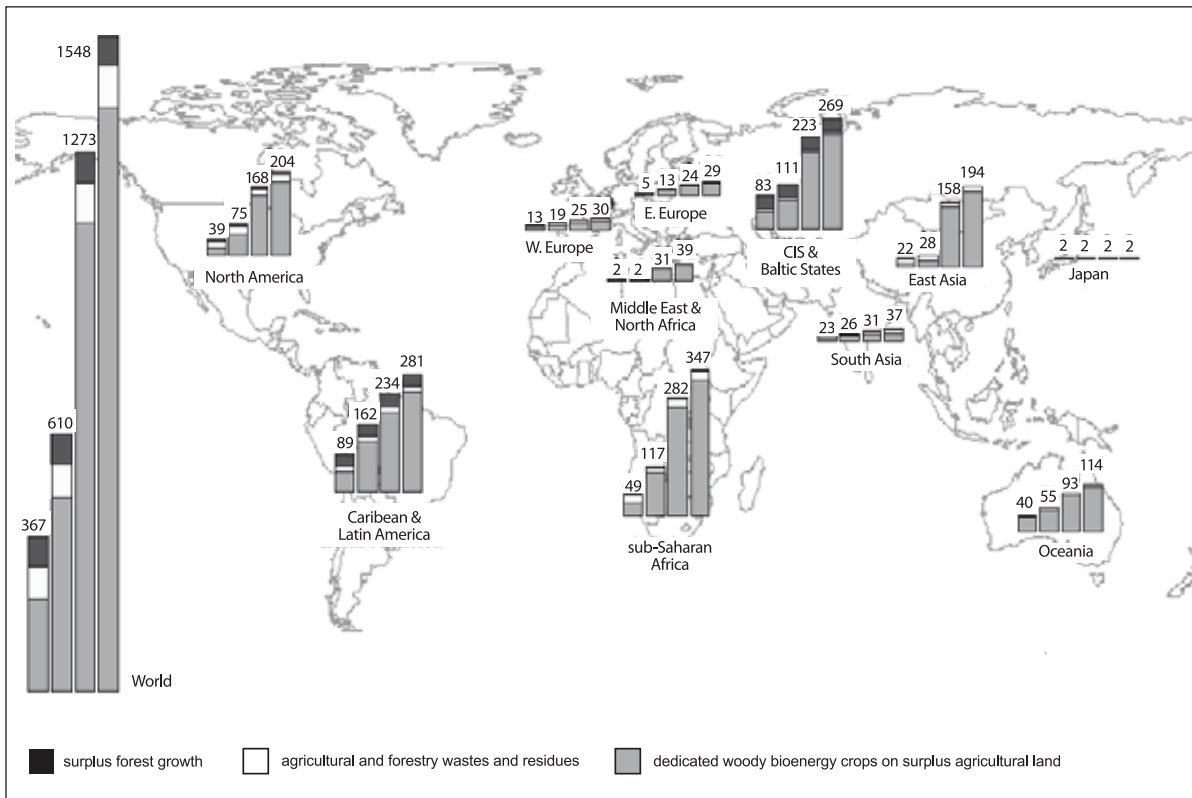 1548
1273
610
367
World
39 75 168 204
North America
89 162 234 281
Caribean &
Latin America
13 19 25 30
W. Europe
5 13 24 29
E. Europe
2 2 31 39
Middle East &
North Africa
49 117 282 347
sub-Saharan
Africa
83 111 223 269
CIS &
Baltic States
22 28 158 194
East Asia
2 2 2 2
Japan
23 26 31 37
South Asia
40 55 93 114
Oceania
surplus forest growth
agricultural and forestry wastes and residues
dedicated woody bioenergy crops on surplus agricultural land